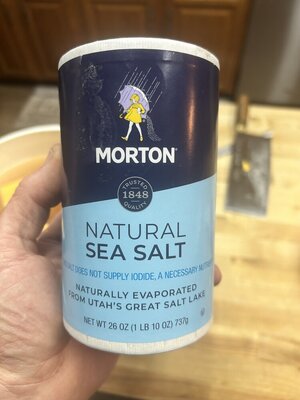 MORTON®
TRUSTED
1848
QUALITY
NATURAL
SEA SALT
SALT DOES NOT SUPPLY IODIDE, A NECESSARY
NATURALLY EVAPORATED
FROM UTAH'S GREAT SALT LAKE
NET WT 26 OZ (1 LB 10 OZ) 737g